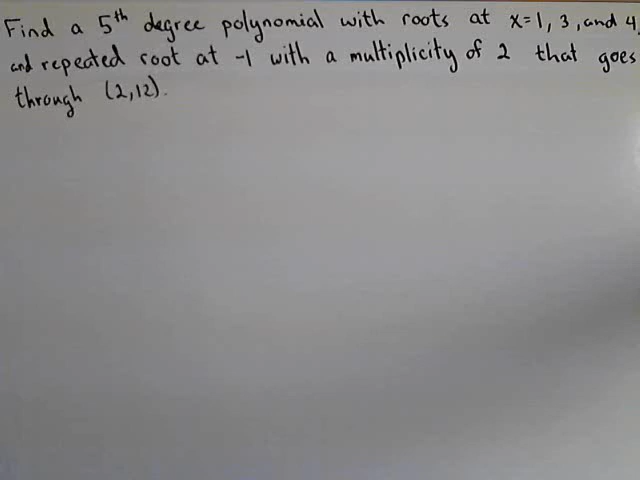 Find a 5th degree polynomial with roots at x=1, 3, and 4,
and repeated root at -1 with a multiplicity of 2 that goes
through (2,12).